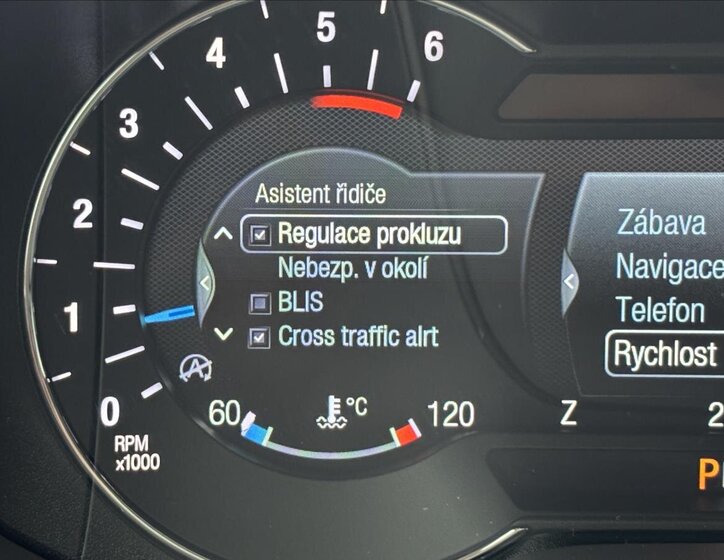 5
4
6
3
2
1
0
RPM
x1000
Asistent řidiče
Regulace prokluzu
Nebezp. v okolí
BLIS
Cross traffic alrt
A
60
°C
120
Zábava
Navigace
Telefon
Rychlost
Z
2
P